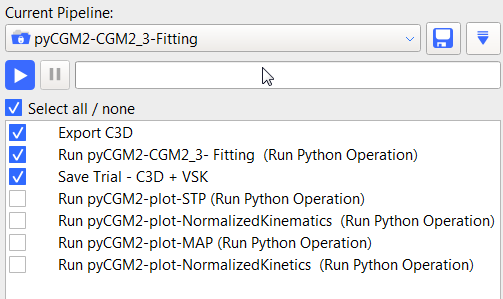 Current Pipeline:
pyCGM2-CGM2_3-Fitting
Select all / none
Export C3D
Run pyCGM2-CGM2_3- Fitting  (Run Python Operation)
Save Trial - C3D + VSK
Run pyCGM2-plot-STP (Run Python Operation)
Run pyCGM2-plot-NormalizedKinematics  (Run Python Operation)
Run pyCGM2-plot-MAP (Run Python Operation)
Run pyCGM2-plot-NormalizedKinetics  (Run Python Operation)